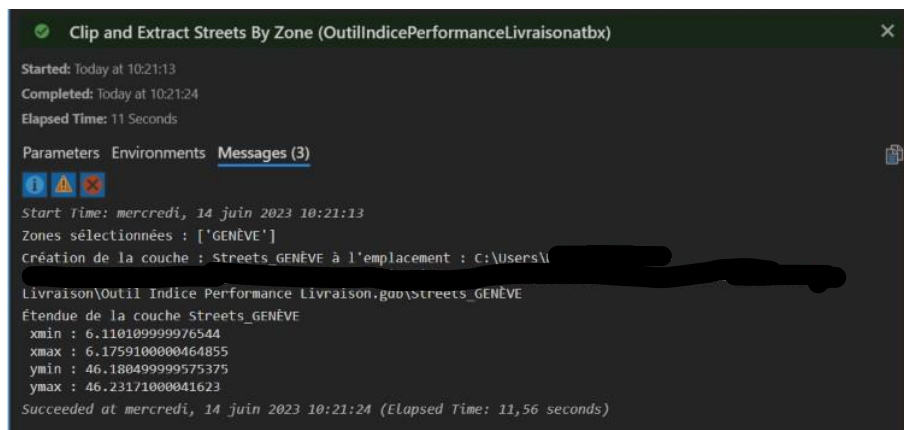 Clip and Extract Streets By Zone (OutilIndicePerformanceLivraisonatbx)
Started: Today at 10:21:13
Completed: Today at 10:21:24
Elapsed Time: 11 Seconds
Parameters Environments Messages (3)
Start Time: mercredi, 14 juin 2023 10:21:13
Zones sélectionnées : ['GENÈVE']
Création de la couche : Streets_GENÈVE à l'emplacement : C:\Users\
Livraison\Outil Indice Performance Livraison.gdb\Streets_GENÈVE
Étendue de la couche Streets_GENÈVE
xmin : 6.110109999976544
xmax : 6.1759100000464855
ymin : 46.180499999575375
ymax : 46.23171000041623
Succeeded at mercredi, 14 juin 2023 10:21:24 (Elapsed Time: 11,56 seconds)